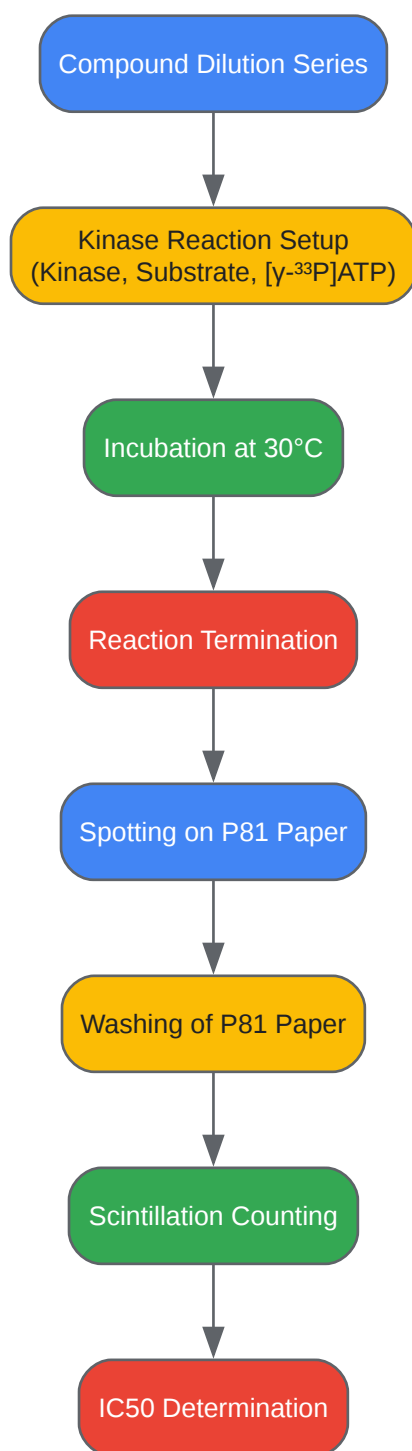 Compound Dilution Series
Kinase Reaction Setup
(Kinase, Substrate, [γ-³³P]ATP)
Incubation at 30°C
Reaction Termination
Spotting on P81 Paper
Washing of P81 Paper
Scintillation Counting
IC50 Determination